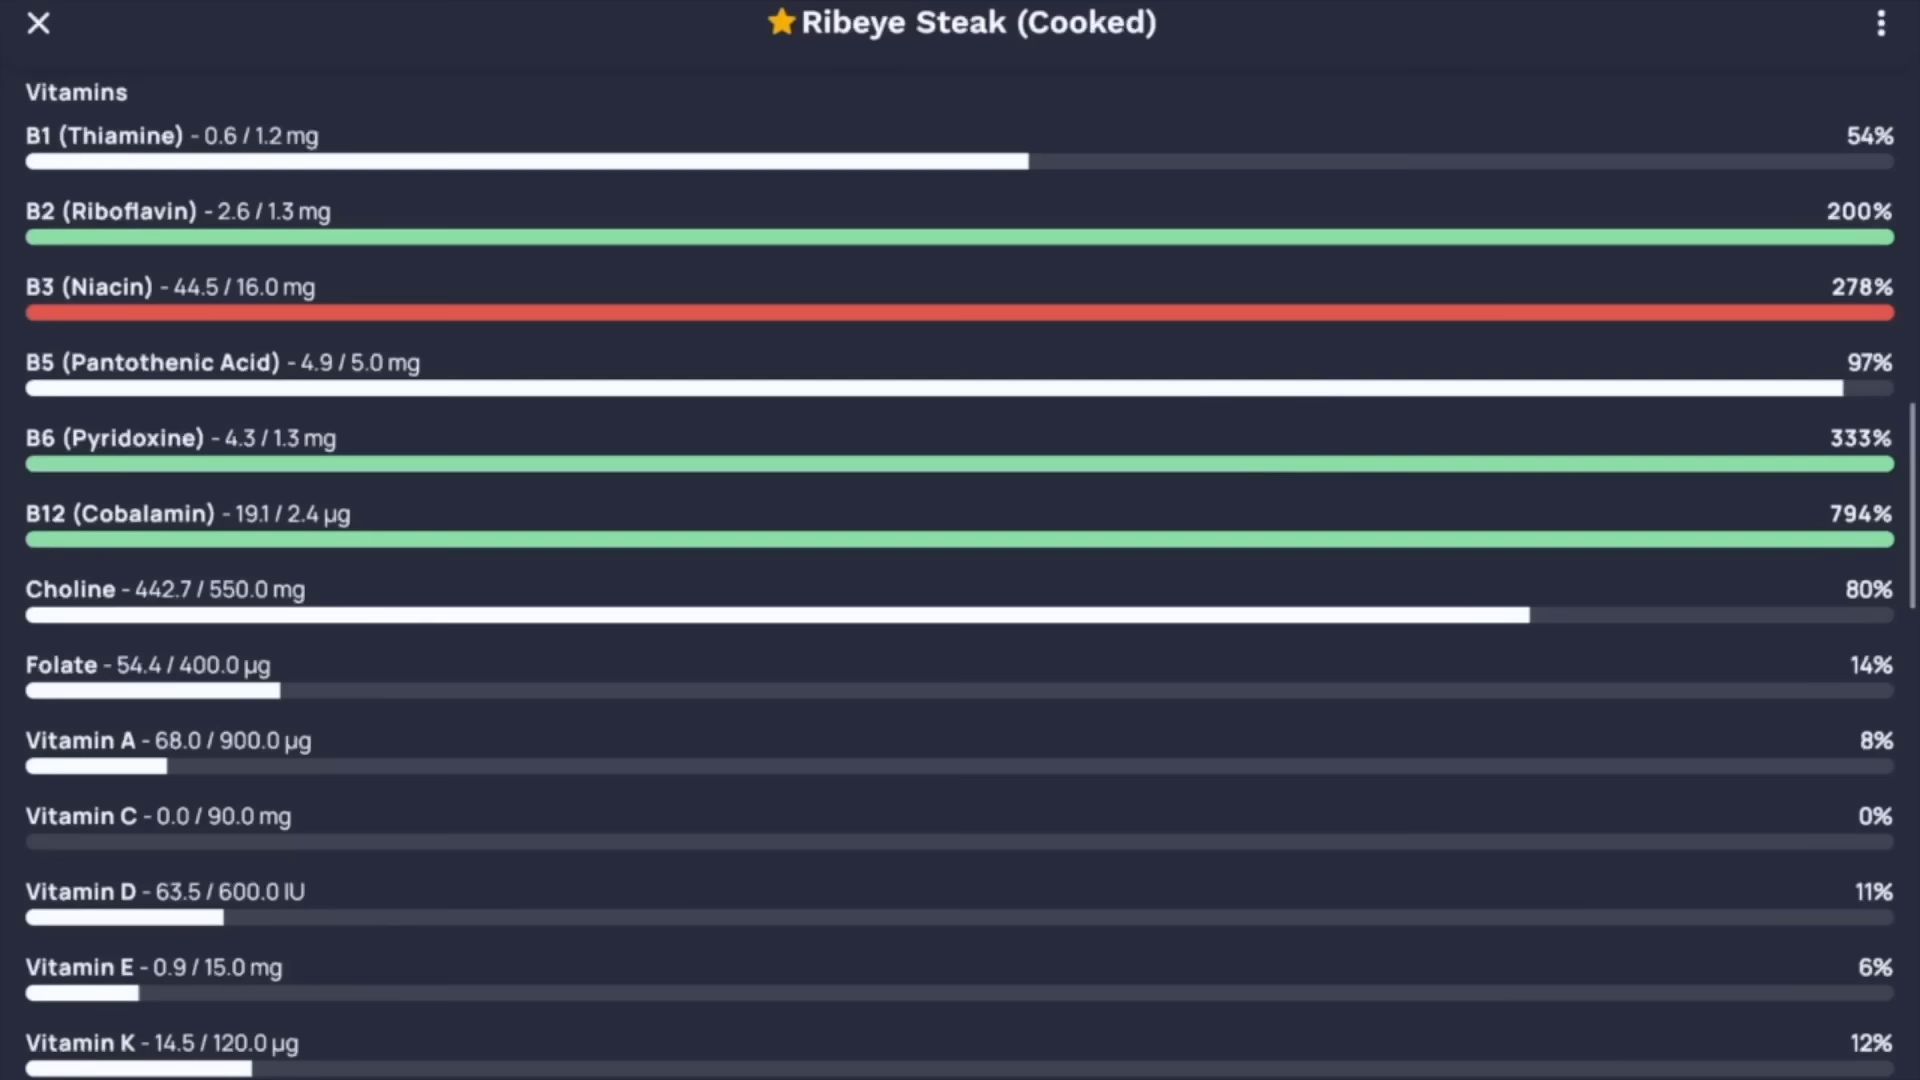 Ribeye Steak (Cooked)
Vitamins
B1 (Thiamine) - 0.6 / 1.2 mg 54%
B2 (Riboflavin) - 2.6 / 1.3 mg 200%
B3 (Niacin) - 44.5 / 16.0 mg 278%
B5 (Pantothenic Acid) - 4.9 / 5.0 mg 97%
B6 (Pyridoxine) - 4.3 / 1.3 mg 333%
B12 (Cobalamin) - 19.1 / 2.4 µg 794%
Choline - 442.7 / 550.0 mg 80%
Folate - 54.4 / 400.0 µg 14%
Vitamin A - 68.0 / 900.0 µg 8%
Vitamin C - 0.0 / 90.0 mg 0%
Vitamin D - 63.5 / 600.0 IU 11%
Vitamin E - 0.9 / 15.0 mg 6%
Vitamin K - 14.5 / 120.0 µg 12%